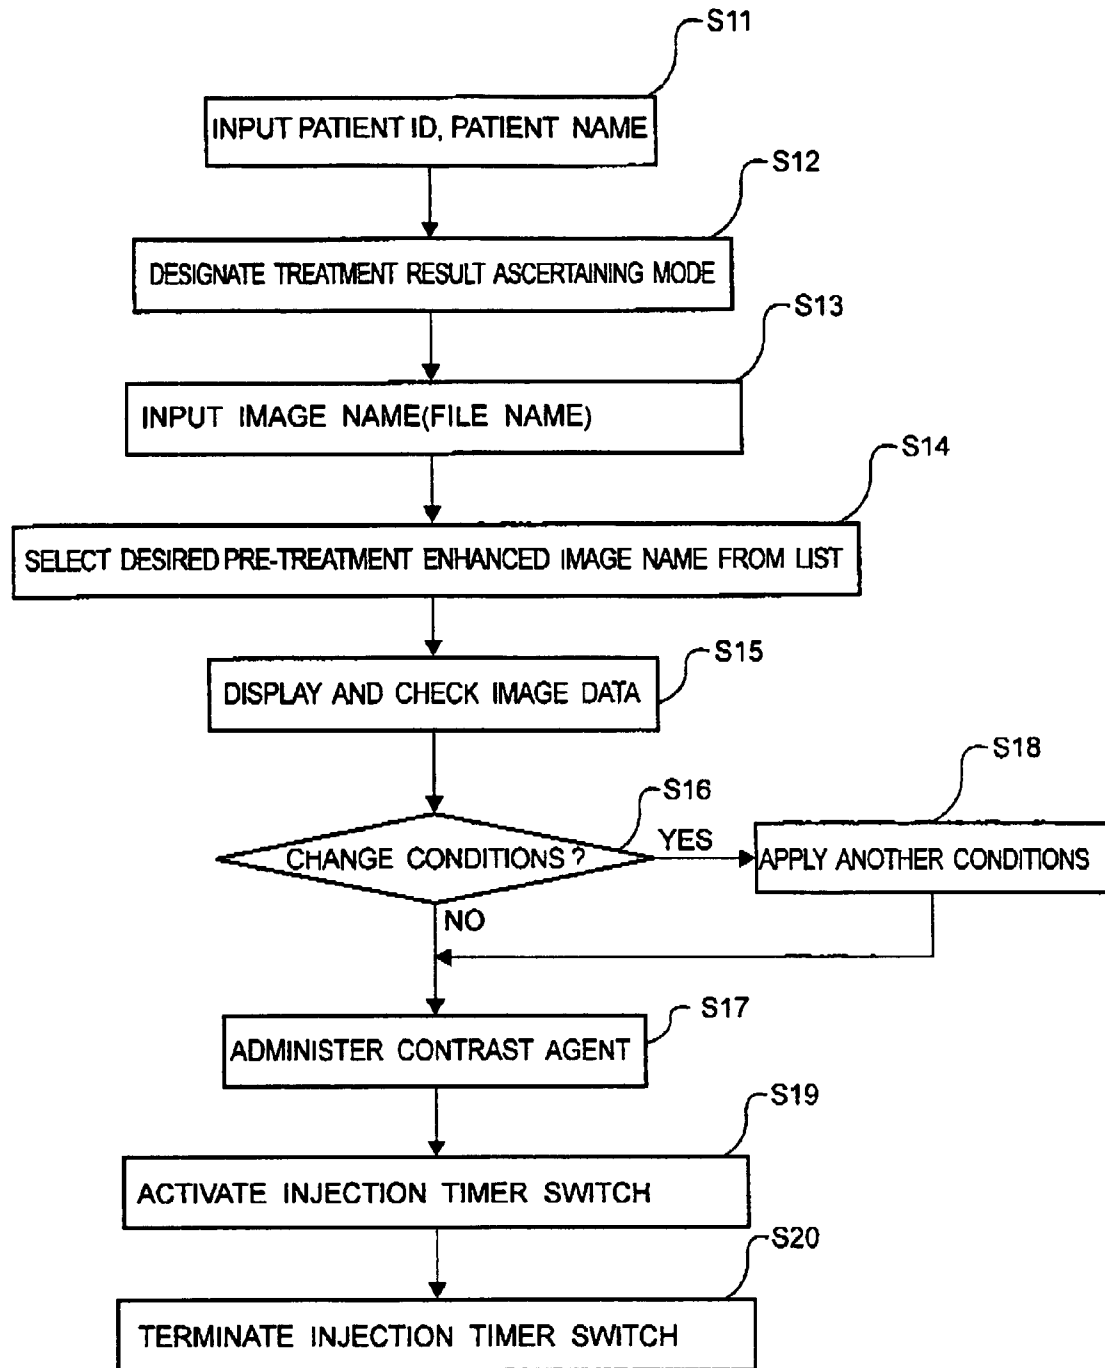 S11
INPUT PATIENT ID, PATIENT NAME
S12
DESIGNATE TREATMENT RESULT ASCERTAINING MODE
S13
INPUT IMAGE NAME(FILE NAME)
S14
SELECT DESIRED PRE-TREATMENT ENHANCED IMAGE NAME FROM LIST
S15
DISPLAY AND CHECK IMAGE DATA
S16
CHANGE CONDITIONS?
YES
S18
APPLY ANOTHER CONDITIONS
NO
S17
ADMINISTER CONTRAST AGENT
S19
ACTIVATE INJECTION TIMER SWITCH
S20
TERMINATE INJECTION TIMER SWITCH